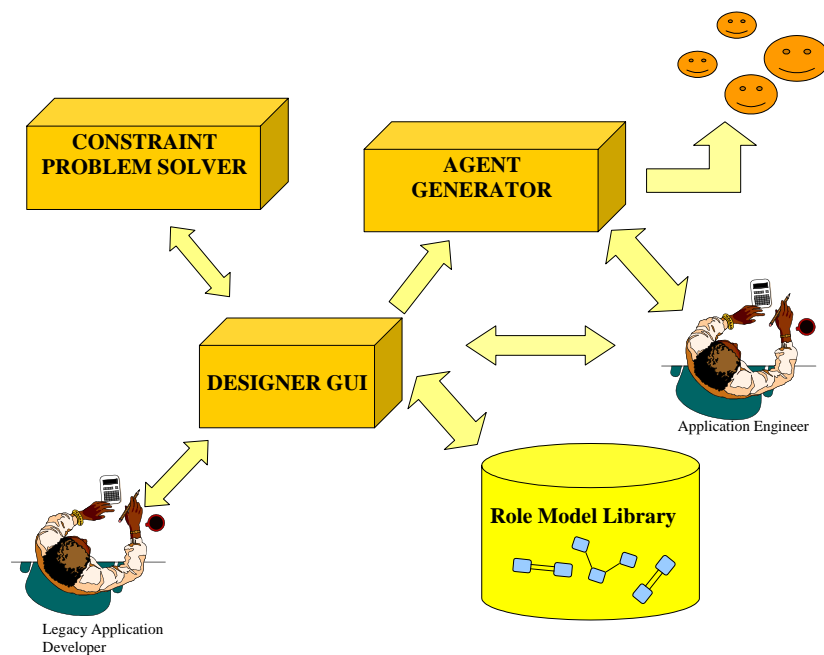 CONSTRAINT
PROBLEM SOLVER
AGENT
GENERATOR
DESIGNER GUI
Application Engineer
Role Model Library
Legacy Application
Developer